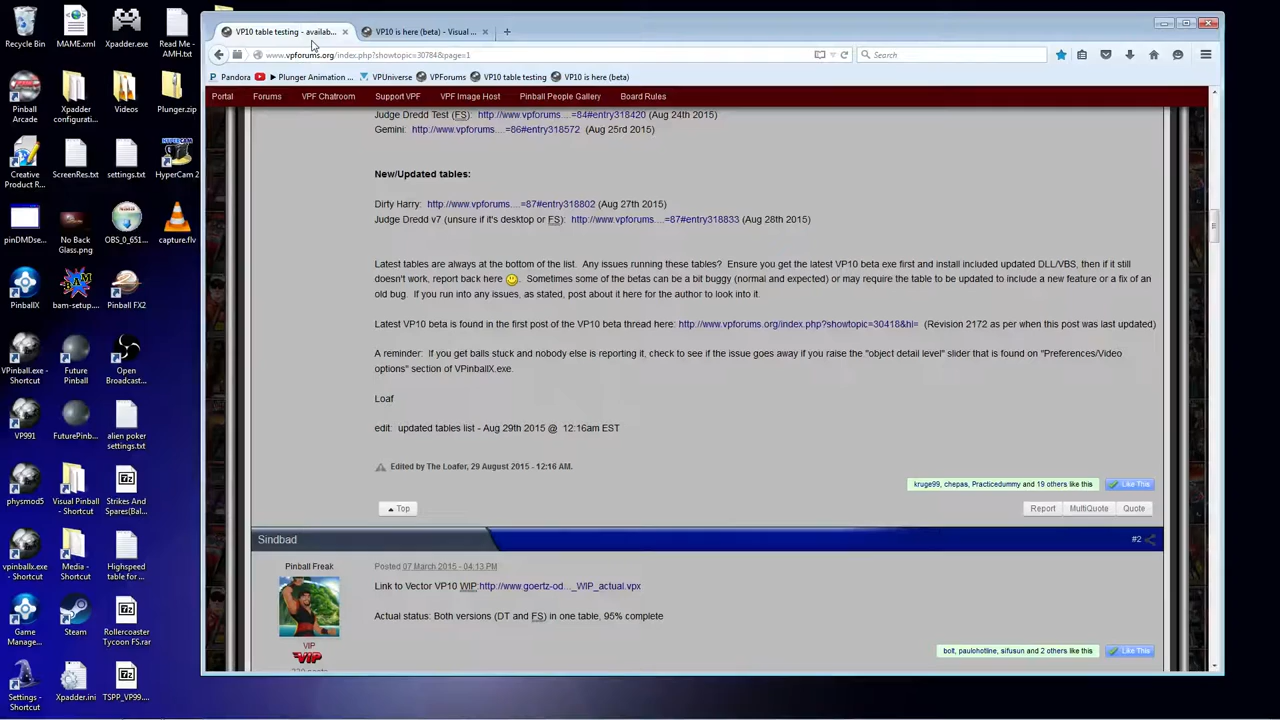 VP10 table testing - availab...
VP10 is here (beta) - Visual ...
www.vpforums.org/index.php?showtopic=30784&page=1
Search
Pandora
Plunger Animation ...
VPUniverse
VPForums
VP10 table testing
VP10 is here (beta)
Portal
Forums
VPF Chatroom
Support VPF
VPF Image Host
Pinball People Gallery
Board Rules
Judge Dredd Test (FS): http://www.vpforums....=84#entry318420 (Aug 24th 2015)
Gemini: http://www.vpforums....=86#entry318572 (Aug 25rd 2015)
New/Updated tables:
Dirty Harry: http://www.vpforums....=87#entry318802 (Aug 27th 2015)
Judge Dredd v7 (unsure if it's desktop or FS): http://www.vpforums....=87#entry318833 (Aug 28th 2015)
Latest tables are always at the bottom of the list. Any issues running these tables? Ensure you get the latest VP10 beta exe first and install included updated DLL/VBS, then if it still
doesn't work, report back here. Sometimes some of the betas can be a bit buggy (normal and expected) or may require the table to be updated to include a new feature or a fix of an
old bug. If you run into any issues, as stated, post about it here for the author to look into it.
Latest VP10 beta is found in the first post of the VP10 beta thread here: http://www.vpforums.org/index.php?showtopic=30418&hl= (Revision 2172 as per when this post was last updated)
A reminder: If you get balls stuck and nobody else is reporting it, check to see if the issue goes away if you raise the "object detail level" slider that is found on "Preferences/Video
options" section of VPinballX.exe.
Loaf
edit: updated tables list - Aug 29th 2015 @ 12:16am EST
Edited by The Loafer, 29 August 2015 - 12:16 AM.
kruge99, chepas, Practicedummy and 19 others like this
Like This
Top
Report
MultiQuote
Quote
Sindbad
#2
Pinball Freak
Posted 07 March 2015 - 04:13 PM
Link to Vector VP10 WIP:http://www.goertz-od..._WIP_actual.vpx
Actual status: Both versions (DT and FS) in one table, 95% complete
VIP
VIP
bolt, paulohotline, sifusun and 2 others like this
Like This
Recycle Bin
MAME.xml
Xpadder.exe
Read Me - AMH.txt
Pinball Arcade
Xpadder configurati...
Videos
Plunger.zip
Creative Product R...
ScreenRes.txt
settings.txt
HyperCam 2
pinDMDse...
No Back Glass.png
OBS_0_651...
capture.flv
PinballX
bam-setup...
Pinball FX2
VPinball.exe - Shortcut
Future Pinball
Open Broadcast...
VP991
FuturePinb...
alien poker settings.txt
physmod5
Visual Pinball - Shortcut
Strikes And Spares(Bal...
vpinballx.exe - Shortcut
Media - Shortcut
Highspeed table for ...
Game Manage...
Steam
Rollercoaster Tycoon FS.rar
Settings - Shortcut
Xpadder.ini
TSPP_VP99...